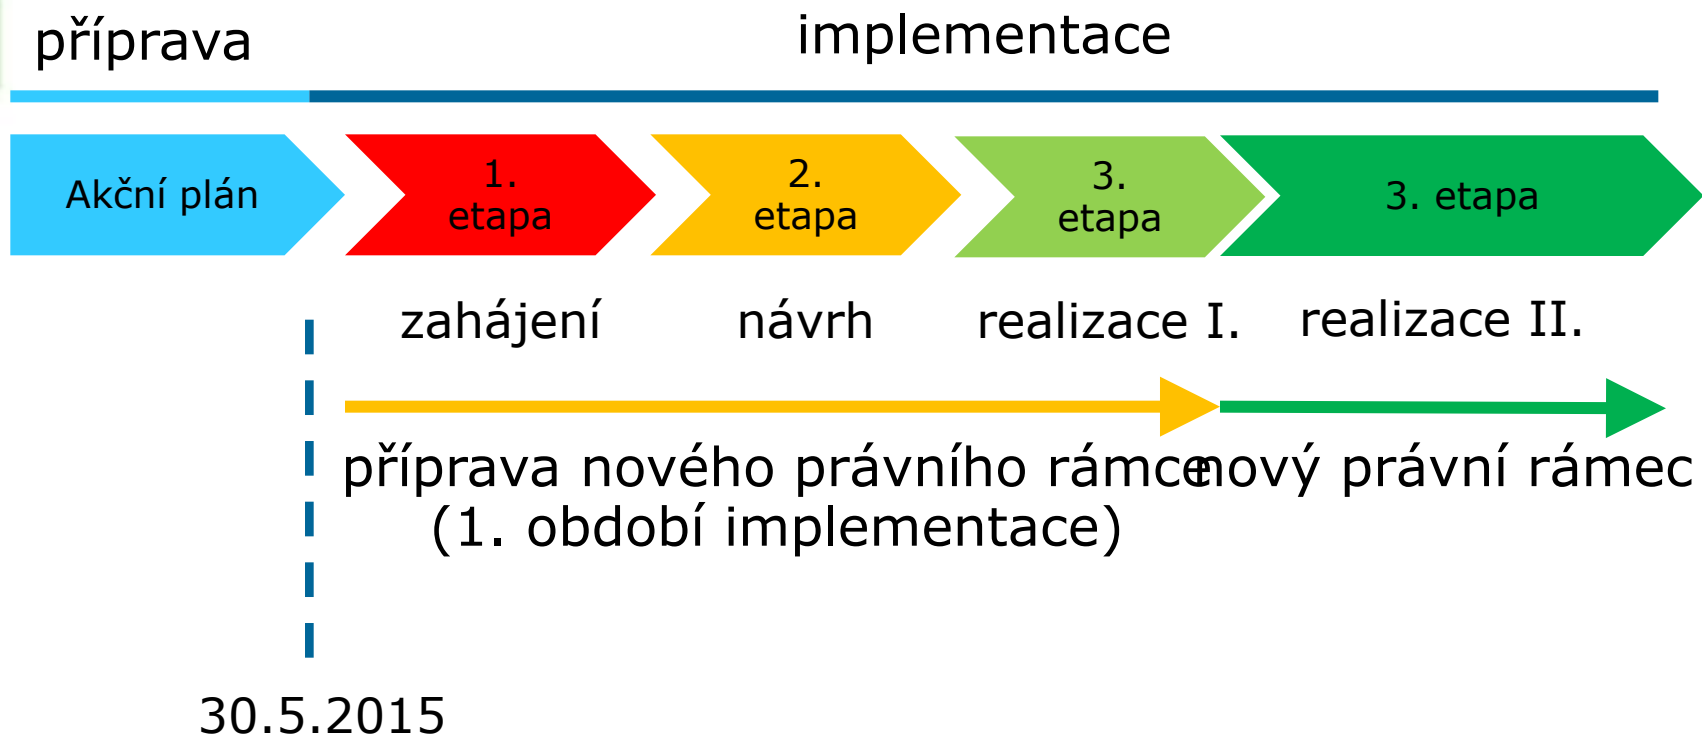 příprava
implementace
Akční plán
1.
etapa
2.
etapa
3.
etapa
3. etapa
zahájení
návrh
realizace I.
realizace II.
příprava nového právního rámce
(1. období implementace)
nový právní rámec
30.5.2015